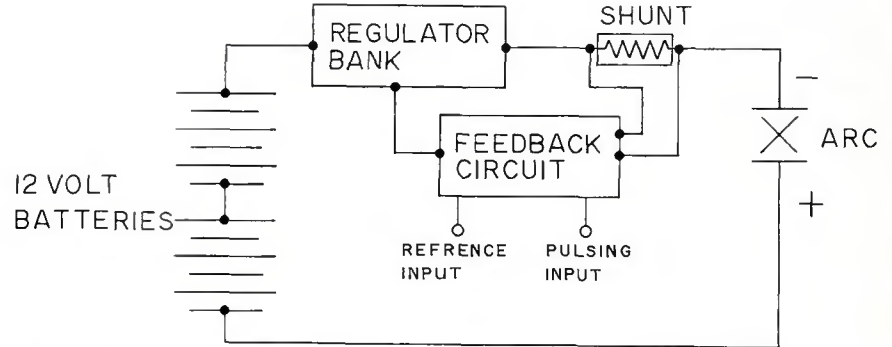 REGULATOR
BANK
SHUNT
FEEDBACK
CIRCUIT
ARC
12 VOLT
BATTERIES
REFRENCE
INPUT
PULSING
INPUT
−
+